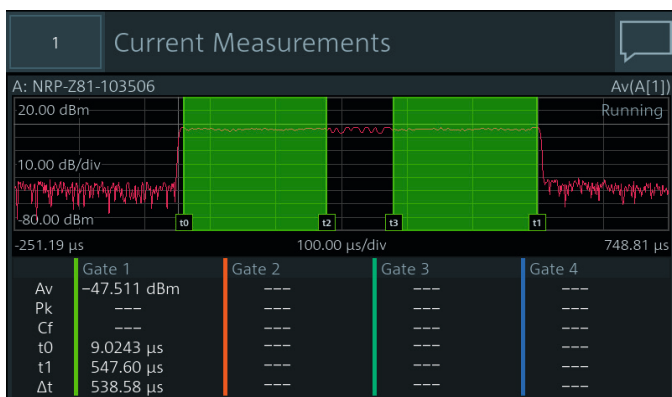 1 Current Measurements
A: NRP-Z81-103506 Av(A[1])
20.00 dBm Running
10.00 dB/div
-80.00 dBm t0 t2 t3 t1
-251.19 µs 100.00 µs/div 748.81 µs
Gate 1 Gate 2 Gate 3 Gate 4
Av −47.511 dBm --- --- ---
Pk --- --- --- ---
Cf --- --- --- ---
t0 9.0243 µs --- --- ---
t1 547.60 µs --- --- ---
Δt 538.58 µs --- --- ---